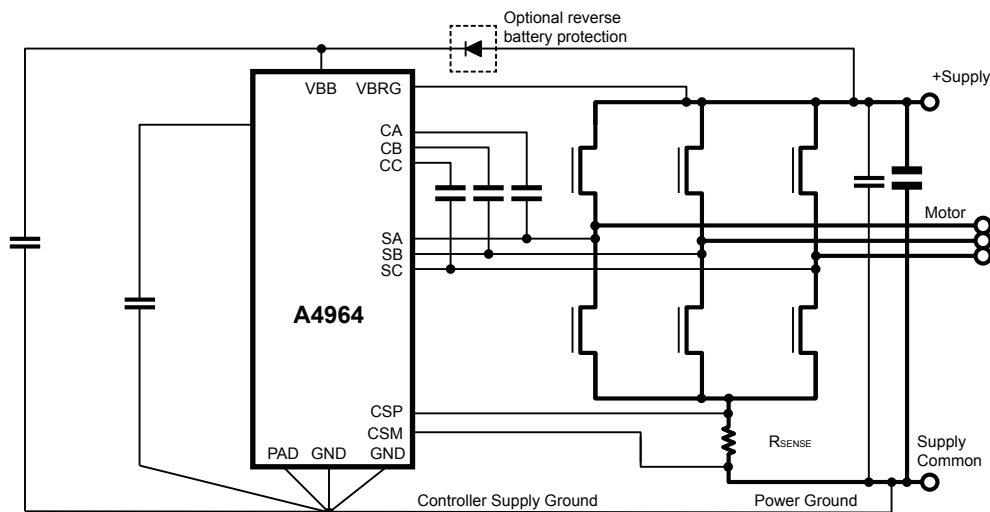 Optional reverse
battery protection
VBB
VBRG
+Supply
CA
CB
CC
Motor
SA
SB
SC
A4964
CSP
CSM
RSENSE
Supply
Common
PAD
GND
GND
Controller Supply Ground
Power Ground